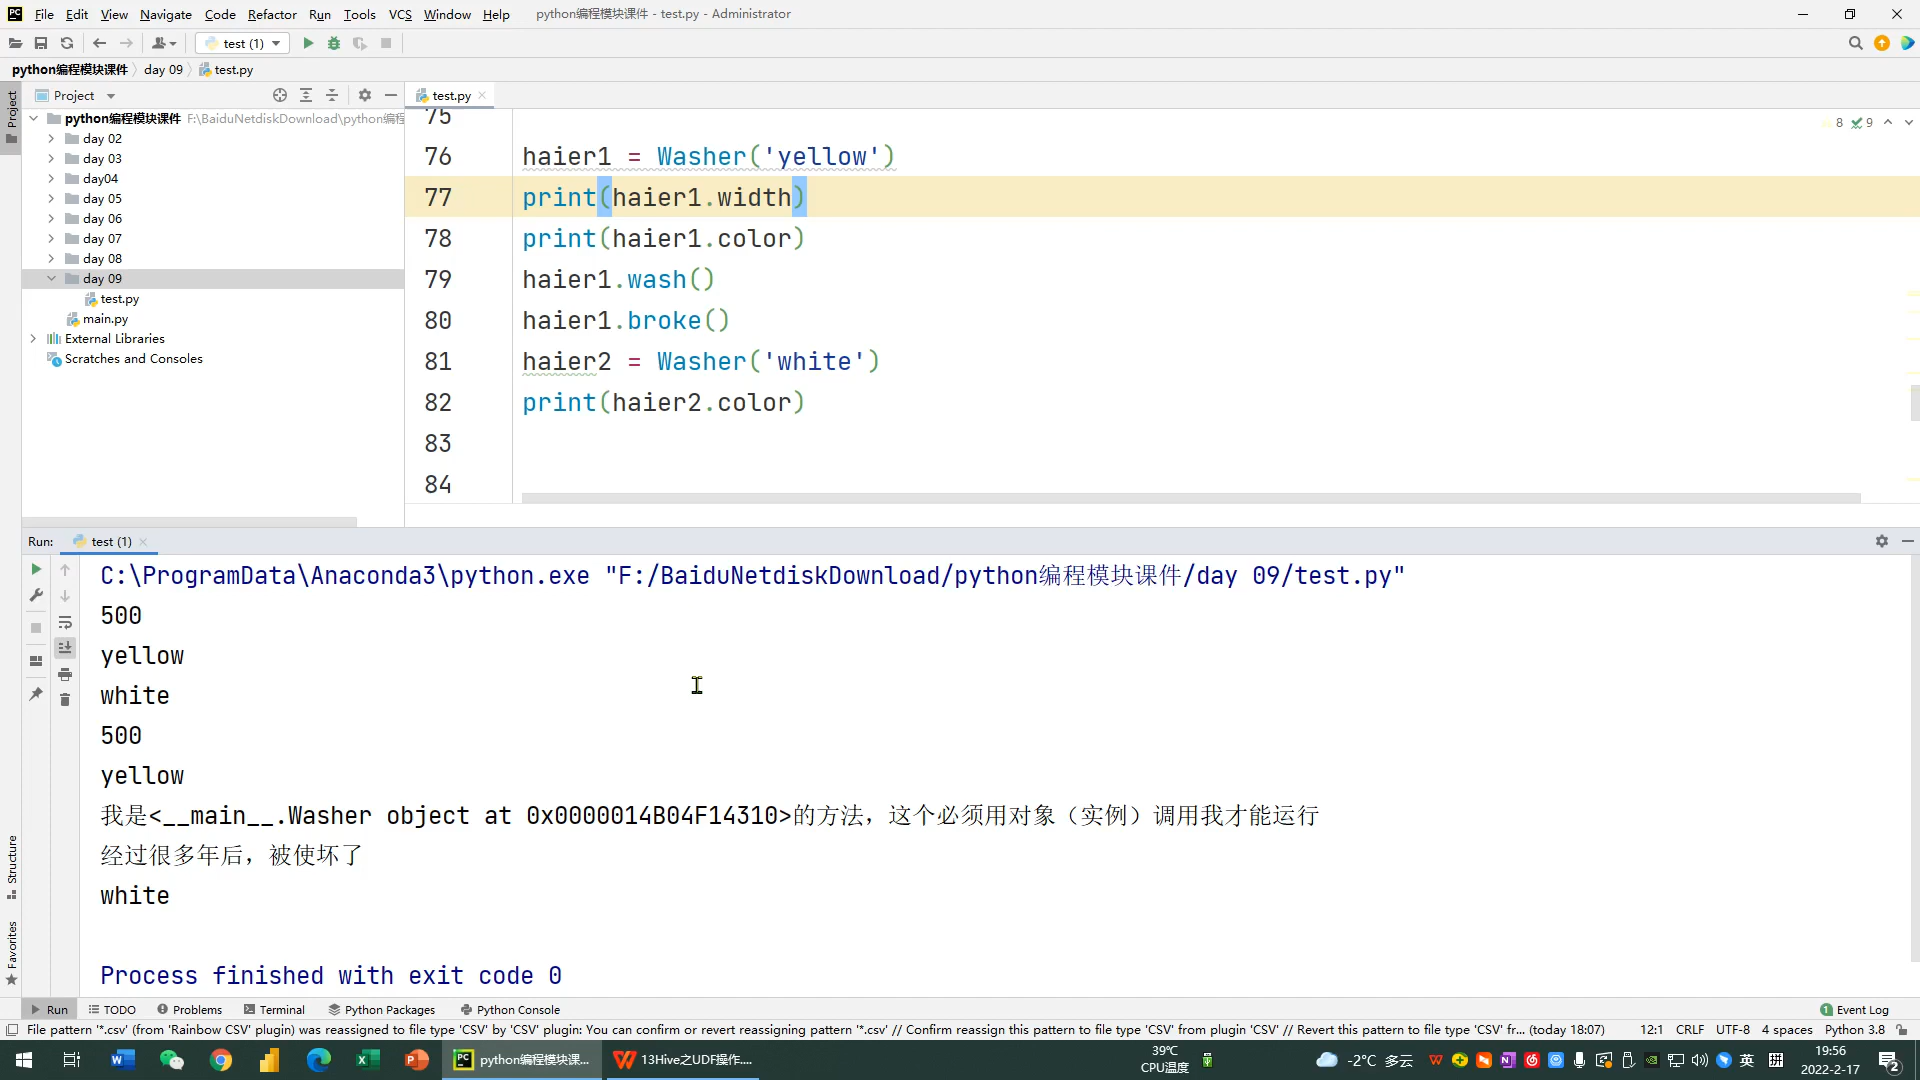 File Edit View Navigate Code Refactor Run Tools VCS Window Help python编程模块课件 - test.py - Administrator
test (1)
python编程模块课件 day 09 test.py
Project
Project
test.py
python编程模块课件 F:\BaiduNetdiskDownload\python编程
day 02
day 03
day04
day 05
day 06
day 07
day 08
day 09
test.py
main.py
External Libraries
Scratches and Consoles
8 9
75
76 haier1 = Washer('yellow')
77 print(haier1.width)
78 print(haier1.color)
79 haier1.wash()
80 haier1.broke()
81 haier2 = Washer('white')
82 print(haier2.color)
83
84
Run: test (1)
C:\ProgramData\Anaconda3\python.exe "F:/BaiduNetdiskDownload/python编程模块课件/day 09/test.py"
500
yellow
white
500
yellow
我是<__main__.Washer object at 0x0000014B04F14310>的方法，这个必须用对象（实例）调用我才能运行
经过很多年后，被使坏了
white
Process finished with exit code 0
Structure
Favorites
Run TODO Problems Terminal Python Packages Python Console 1 Event Log
File pattern '*.csv' (from 'Rainbow CSV' plugin) was reassigned to file type 'CSV' by 'CSV' plugin: You can confirm or revert reassigning pattern '*.csv' // Confirm reassign this pattern to file type 'CSV' from plugin 'CSV' // Revert this pattern to file type 'CSV' fr... (today 18:07) 12:1 CRLF UTF-8 4 spaces Python 3.8
python编程模块课... 13Hive之UDF操作.... 39℃ -2°C 多云 英 拼 19:56
CPU温度 2022-2-17 2